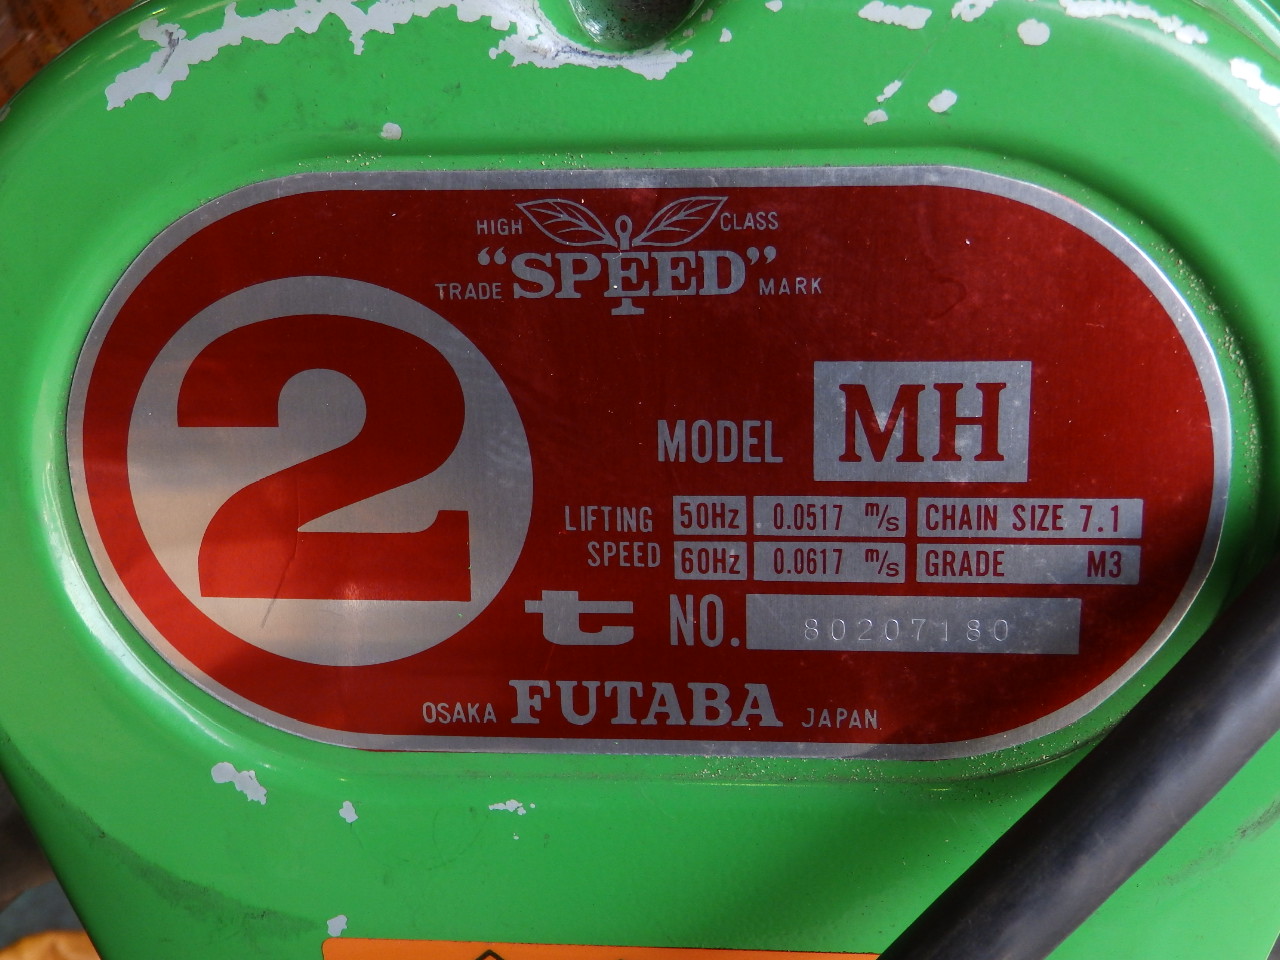 HIGH CLASS
"SPEED"
TRADE MARK
2 t
MODEL MH
LIFTING SPEED
50Hz 0.0517 m/s CHAIN SIZE 7.1
60Hz 0.0617 m/s GRADE M3
NO. 80207180
OSAKA FUTABA JAPAN.